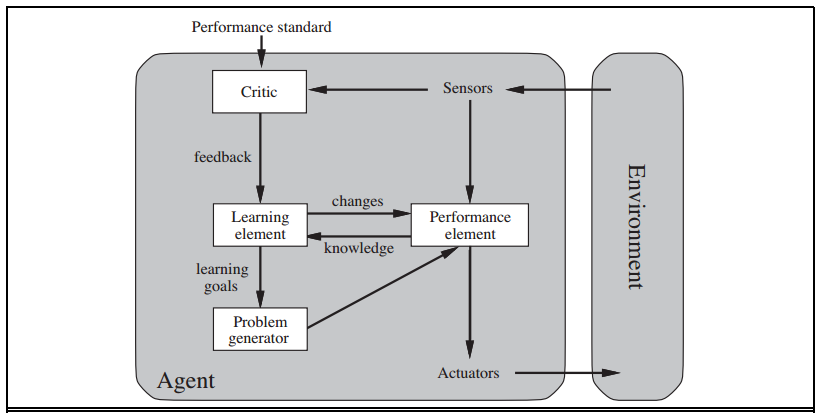 Performance standard
Critic
Sensors
feedback
Learning
element
changes
knowledge
Performance
element
Environment
learning
goals
Problem
generator
Actuators
Agent